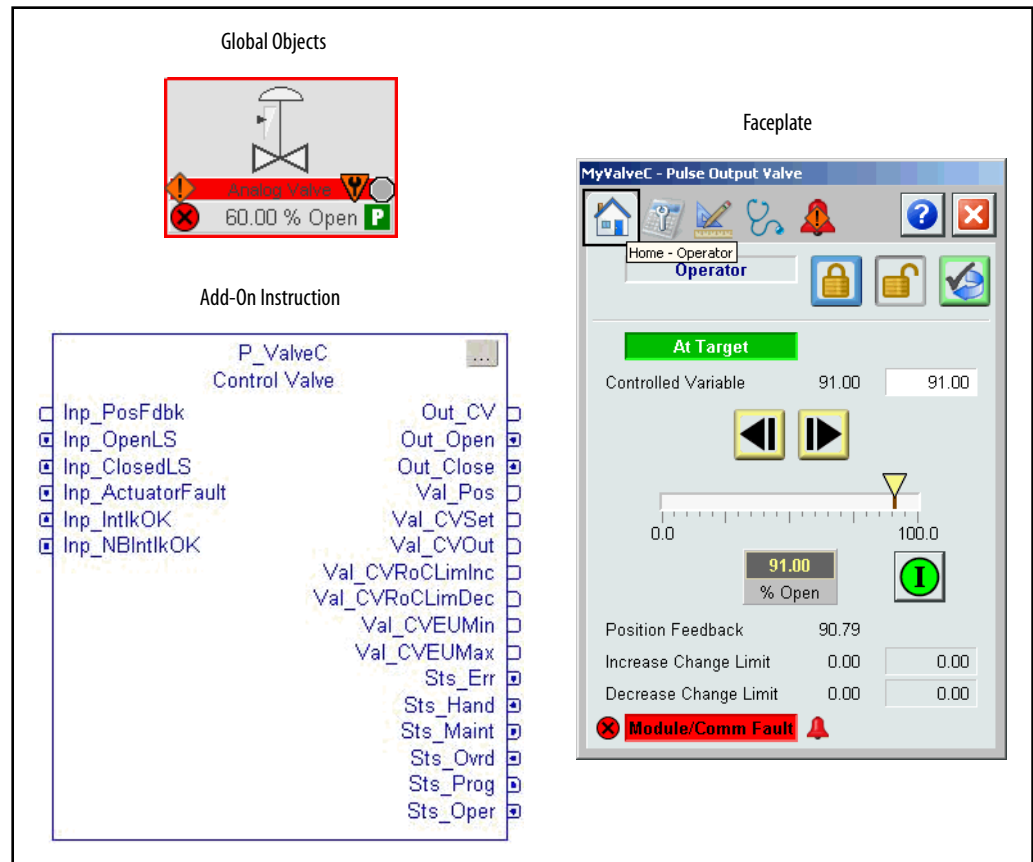 Global Objects
Analog Valve
60.00 % Open P
Add-On Instruction
P_ValveC
...
Control Valve
Inp_PosFdbk
Inp_OpenLS
Inp_ClosedLS
Inp_ActuatorFault
Inp_IntlkOK
Inp_NBIntlkOK
Out_CV
Out_Open
Out_Close
Val_Pos
Val_CVSet
Val_CVOut
Val_CVRoCLimInc
Val_CVRoCLimDec
Val_CVEUMin
Val_CVEUMax
Sts_Err
Sts_Hand
Sts_Maint
Sts_Ovrd
Sts_Prog
Sts_Oper
Faceplate
MyValveC - Pulse Output Valve
?
Home - Operator
Operator
At Target
Controlled Variable 91.00 91.00
0.0 100.0
91.00
% Open
I
Position Feedback 90.79
Increase Change Limit 0.00 0.00
Decrease Change Limit 0.00 0.00
Module/Comm Fault